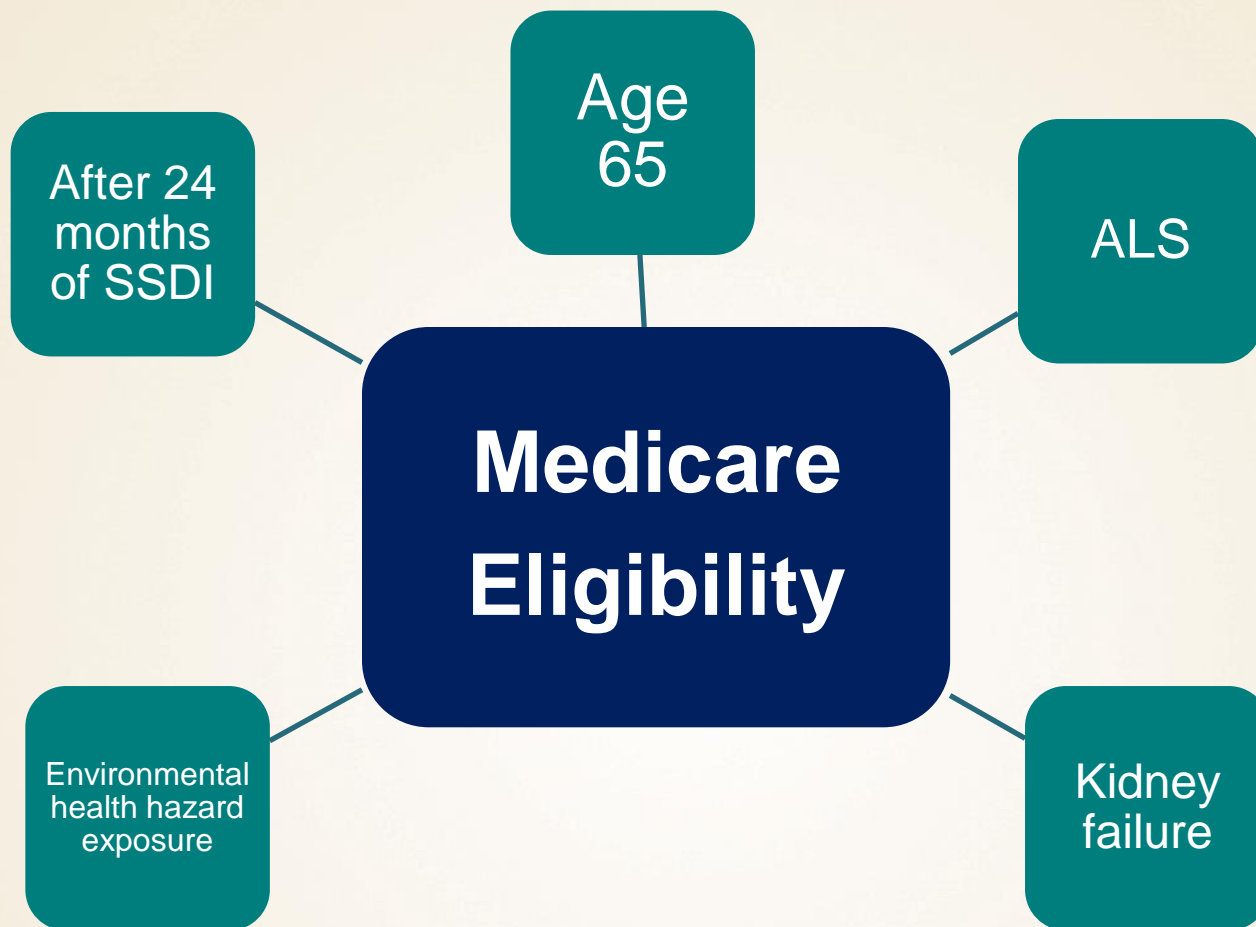 Age
65
After 24
months
of SSDI
ALS
Medicare
Eligibility
Environmental
health hazard
exposure
Kidney
failure